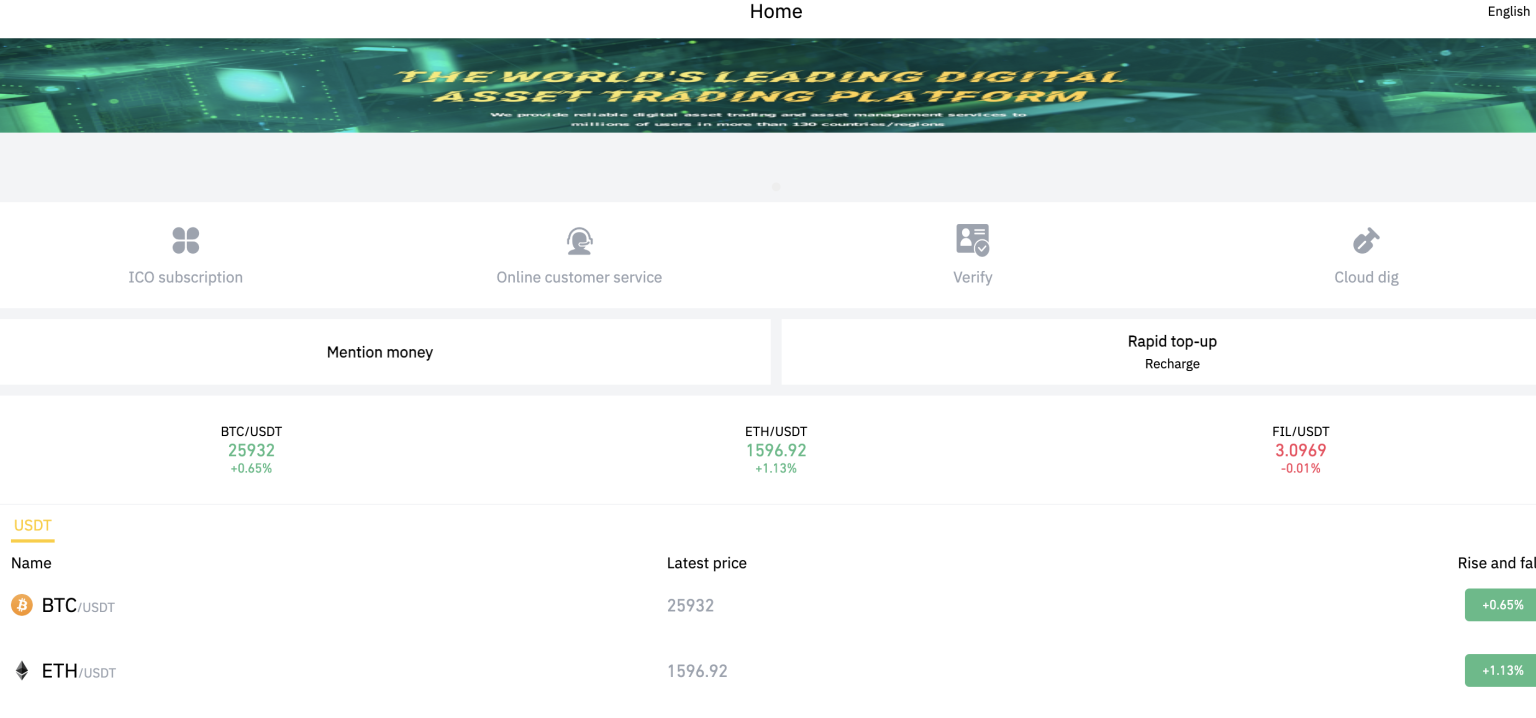 Home
English
THE WORLD'S LEADING DIGITAL
ASSET TRADING PLATFORM
We provide reliable digital asset trading and asset management services to
millions of users in more than 130 countries/regions
ICO subscription
Online customer service
Verify
Cloud dig
Mention money
Rapid top-up
Recharge
BTC/USDT
25932
+0.65%
ETH/USDT
1596.92
+1.13%
FIL/USDT
3.0969
-0.01%
USDT
Name
Latest price
Rise and fal
BTC/USDT
25932
+0.65%
ETH/USDT
1596.92
+1.13%